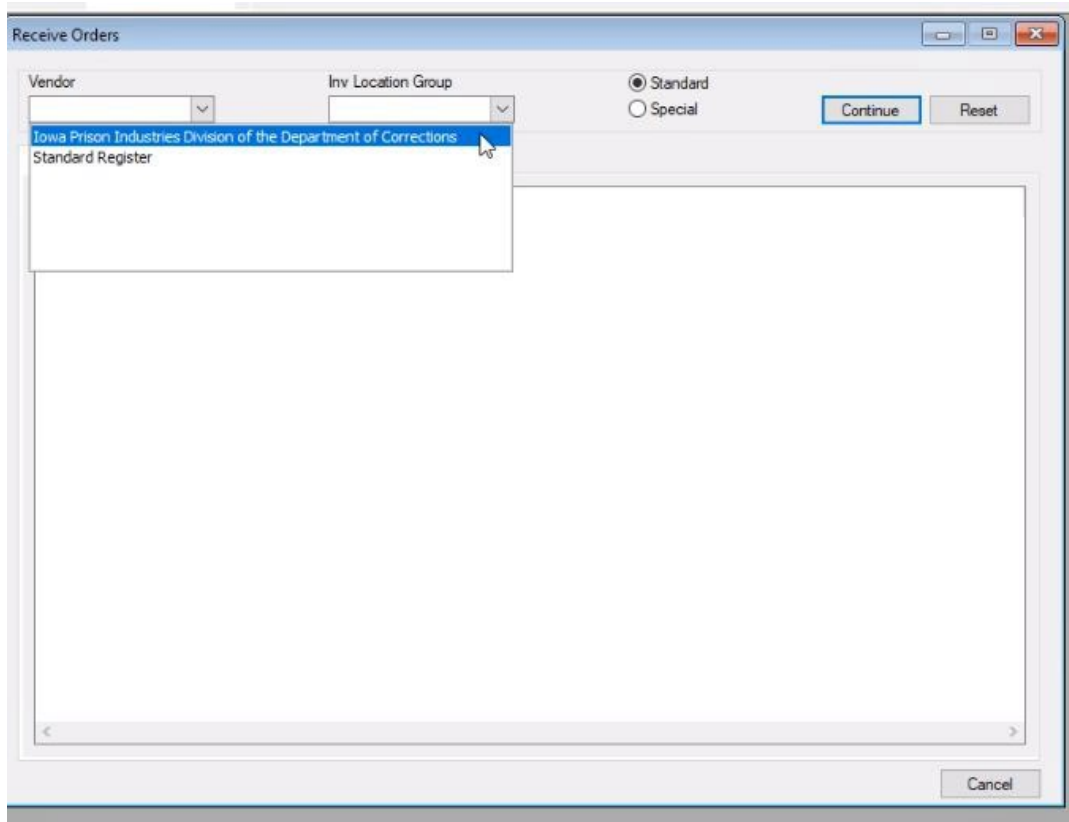 Receive Orders
Vendor Inv Location Group Standard
Special Continue Reset
Iowa Prison Industries Division of the Department of Corrections
Standard Register
Cancel